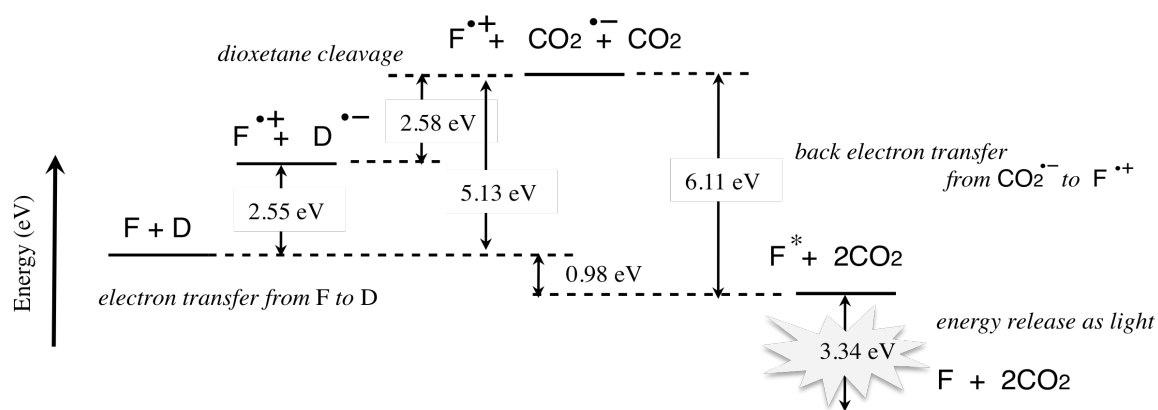 F•+ + CO2•− + CO2
dioxetane cleavage
2.58 eV
F•+ + D•−
back electron transfer
from CO2•− to F•+
6.11 eV
5.13 eV
2.55 eV
F + D
Energy (eV)
F* + 2CO2
0.98 eV
electron transfer from F to D
energy release as light
3.34 eV
F + 2CO2